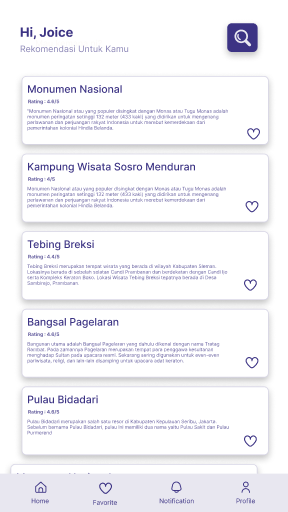 Hi, Joice
Rekomendasi Untuk Kamu
Monumen Nasional
Rating : 4.6/5
"Monumen Nasional atau yang populer disingkat dengan Monas atau Tugu Monas adalah
monumen peringatan setinggi 132 meter (433 kaki) yang didirikan untuk mengenang
perlawanan dan perjuangan rakyat Indonesia untuk merebut kemerdekaan dari
pemerintahan kolonial Hindia Belanda.
Kampung Wisata Sosro Menduran
Rating : 4/5
Monumen Nasional atau yang populer disingkat dengan Monas atau Tugu Monas adalah
monumen peringatan setinggi 132 meter (433 kaki) yang didirikan untuk mengenang
perlawanan dan perjuangan rakyat Indonesia untuk merebut kemerdekaan dari
pemerintahan kolonial Hindia Belanda.
Tebing Breksi
Rating : 4.4/5
Tebing Breksi merupakan tempat wisata yang berada di wilayah Kabupaten Sleman.
Lokasinya berada di sebelah selatan Candi Prambanan dan berdekatan dengan Candi Ijo
serta Kompleks Keraton Boko. Lokasi Wisata Tebing Breksi tepatnya berada di Desa
Sambirejo, Prambanan.
Bangsal Pagelaran
Rating : 4.6/5
Bangunan utama adalah Bangsal Pagelaran yang dahulu dikenal dengan nama Tratag
Rambat. Pada zamannya Pagelaran merupakan tempat para penggawa kesultanan
menghadap Sultan pada upacara resmi. Sekarang sering digunakan untuk even-even
pariwisata, religi, dan lain-lain disamping untuk upacara adat keraton.
Pulau Bidadari
Rating : 4.6/5
Pulau Bidadari merupakan salah satu resor di Kabupaten Kepulauan Seribu, Jakarta.
Sebelum bernama Pulau Bidadari, pulau ini memiliki dua nama yaitu Pulau Sakit dan Pulau
Purmerend
Home
Favorite
Notification
Profile